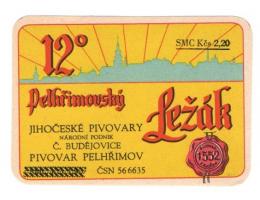 12°
SMC Kčs 2,20
Pelhřimovský
Ležák
JIHOČESKÉ PIVOVARY
NÁRODNÍ PODNIK
Č. BUDĚJOVICE
PIVOVAR PELHŘIMOV
1552
ČSN 566635